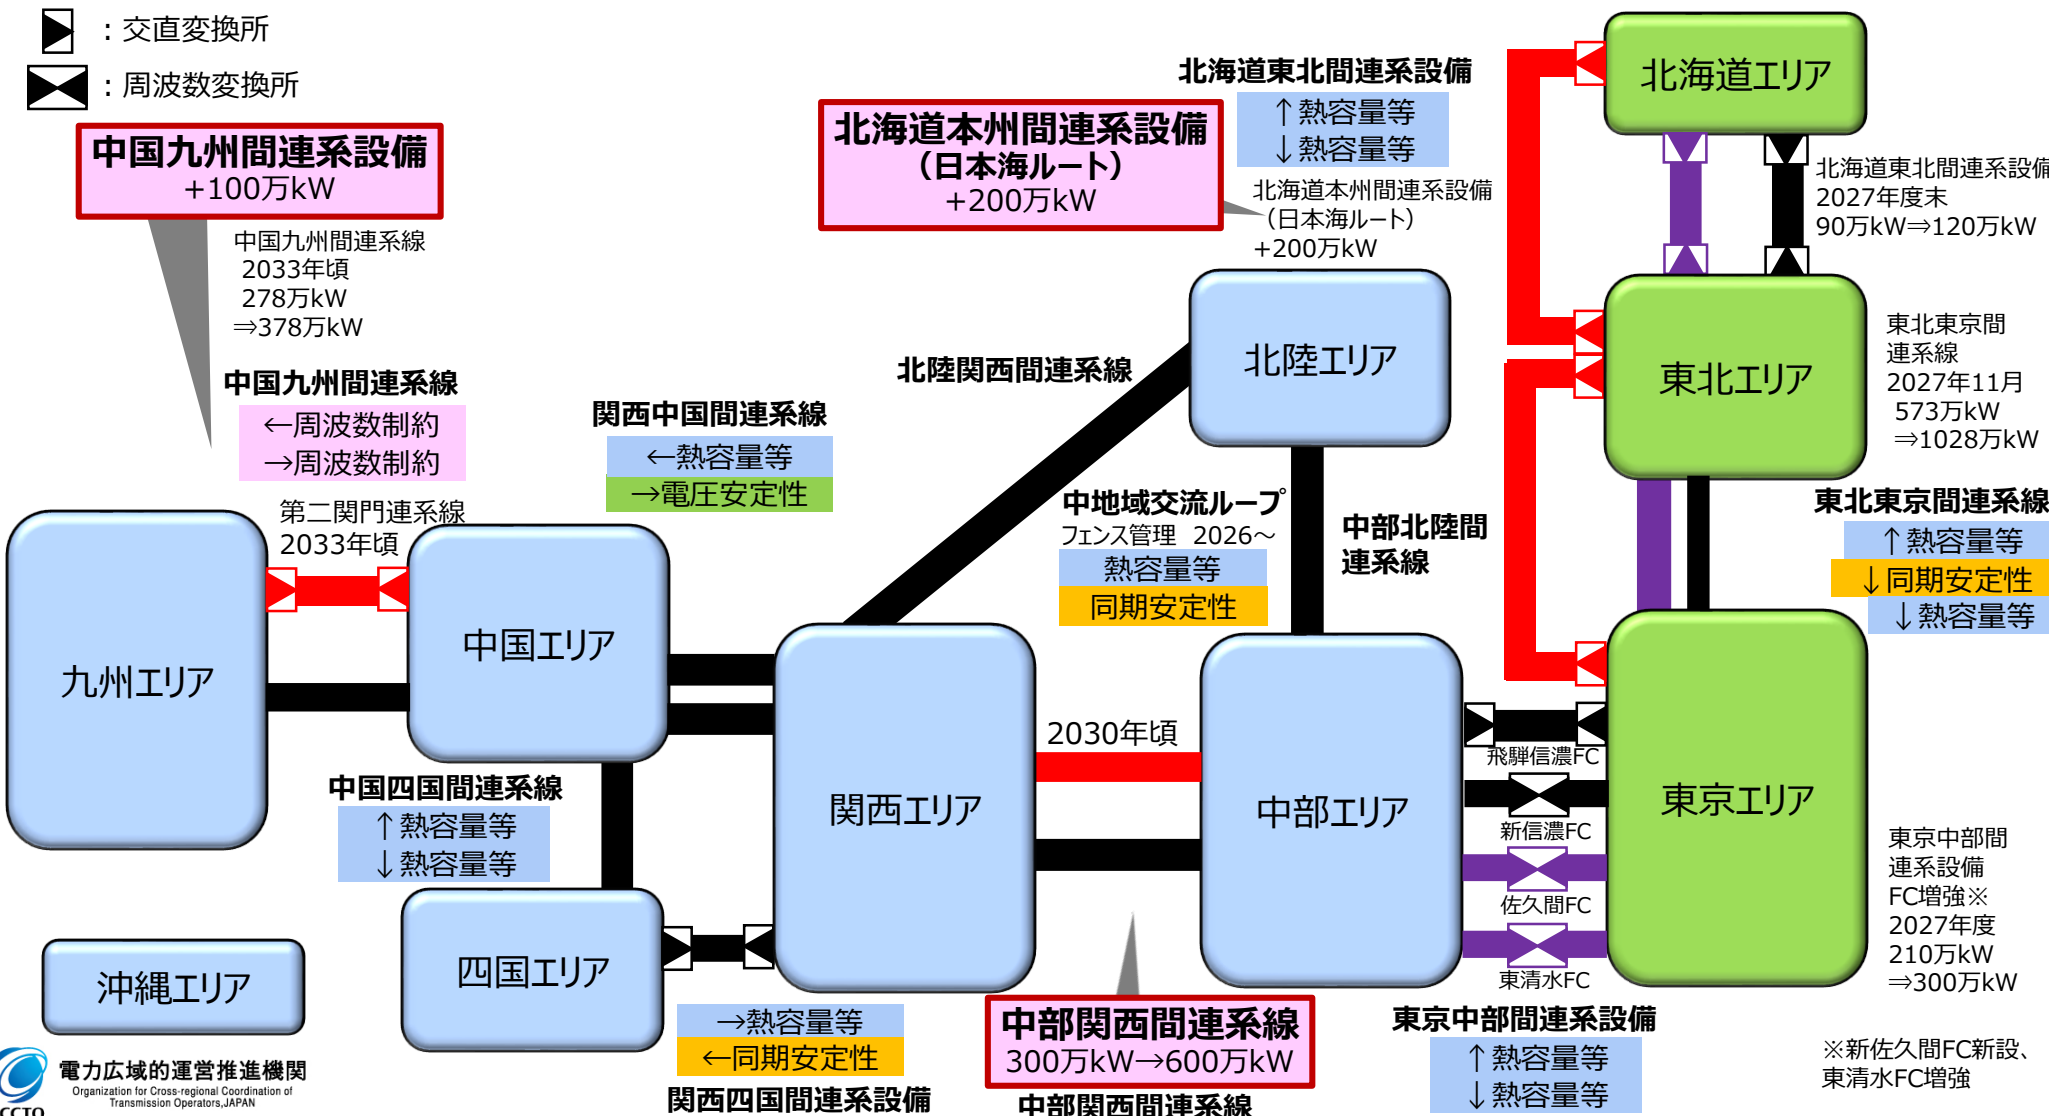 ：交直変換所
：周波数変換所
中国九州間連系設備
+100万kW
中国九州間連系線
2033年頃
278万kW
⇒378万kW
中国九州間連系線
←周波数制約
→周波数制約
第二関門連系線
2033年頃
関西中国間連系線
←熱容量等
→電圧安定性
北海道本州間連系設備
（日本海ルート）
+200万kW
北海道東北間連系設備
↑熱容量等
↓熱容量等
北海道本州間連系設備
（日本海ルート）
+200万kW
北海道エリア
北海道東北間連系設備
2027年度末
90万kW⇒120万kW
北陸関西間連系線
北陸エリア
東北エリア
東北東京間
連系線
2027年11月
573万kW
⇒1028万kW
中地域交流ループ
フェンス管理 2026～
熱容量等
同期安定性
中部北陸間
連系線
東北東京間連系線
↑熱容量等
↓同期安定性
↓熱容量等
九州エリア
中国エリア
関西エリア
2030年頃
中部エリア
飛騨信濃FC
新信濃FC
佐久間FC
東清水FC
東京エリア
東京中部間
連系設備
FC増強※
2027年度
210万kW
⇒300万kW
中国四国間連系線
↑熱容量等
↓熱容量等
四国エリア
沖縄エリア
→熱容量等
←同期安定性
関西四国間連系設備
中部関西間連系線
300万kW→600万kW
中部関西間連系線
東京中部間連系設備
↑熱容量等
↓熱容量等
※新佐久間FC新設、
東清水FC増強
電力広域的運営推進機関
Organization for Cross-regional Coordination of
Transmission Operators,JAPAN